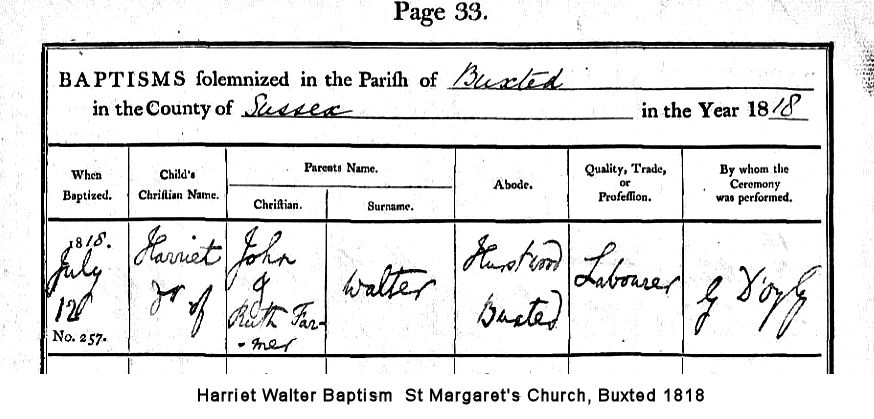 Page 33.
BAPTISMS ſolemnized in the Pariſh of Buxted
in the County of Sussex in the Year 1818
When
Baptized.
Child's
Chriſtian Name.
Parents Name.
Chriſtian.
Surname.
Abode.
Quality, Trade,
or
Profeſſion.
By whom the
Ceremony
was performed.
1818.
July
12
No. 257.
Harriet
Dr of
John
&
Ruth Far-
-mer
Walter
Hurstwood
Buxted
Labourer
G D'oyly
Harriet Walter Baptism St Margaret's Church, Buxted 1818